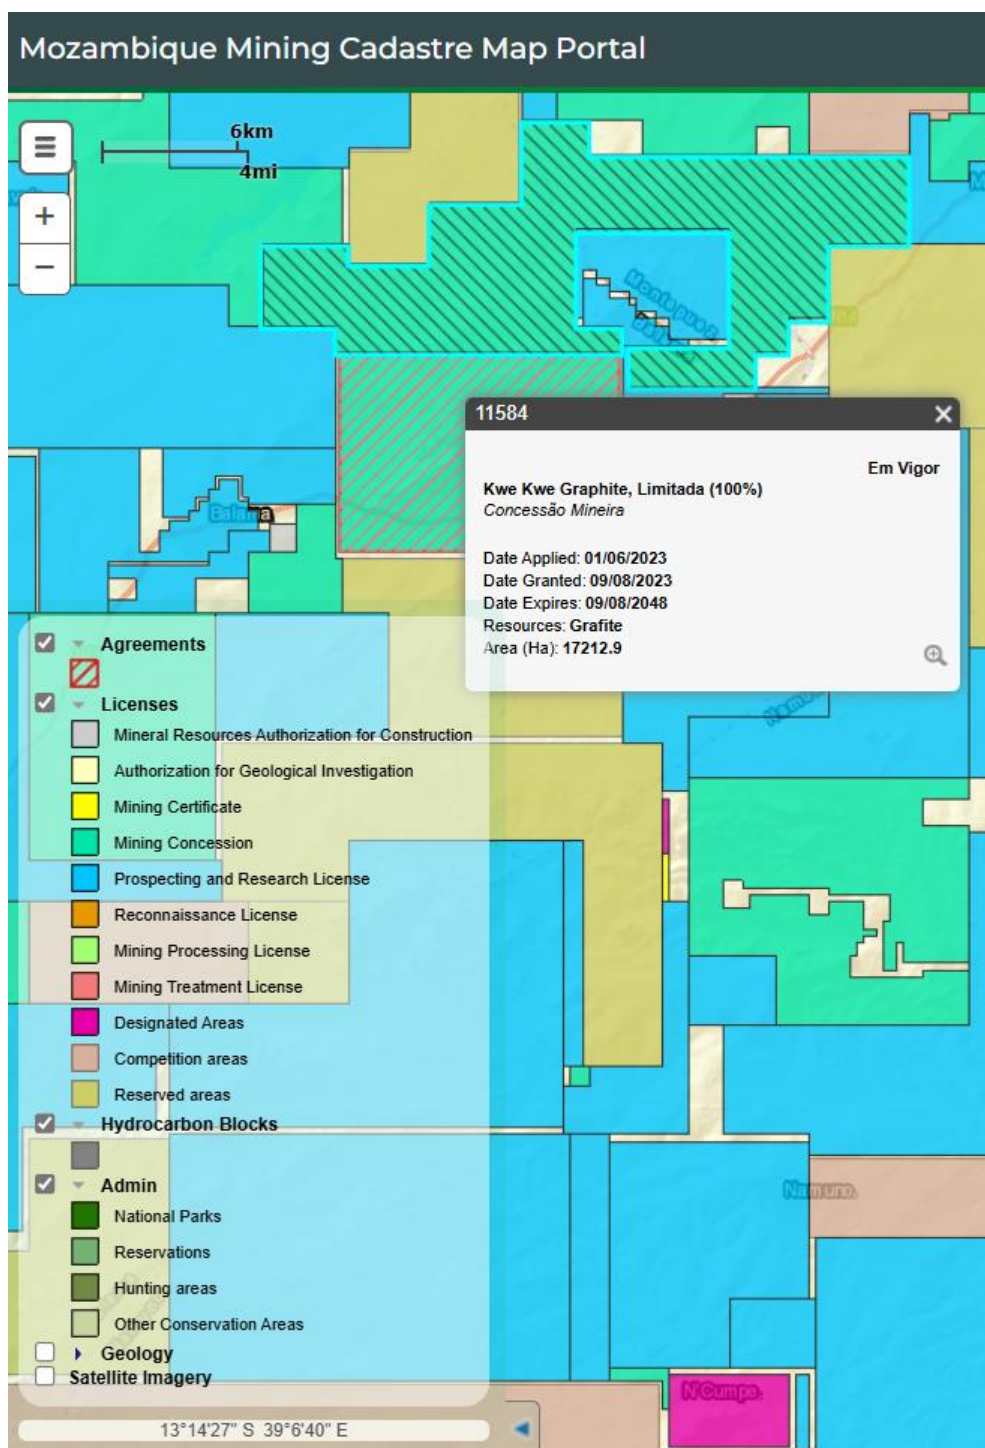 Mozambique Mining Cadastre Map Portal
6km
4mi
Montepuez
Balama
11584
Em Vigor
Kwe Kwe Graphite, Limitada (100%)
Concessão Mineira
Date Applied: 01/06/2023
Date Granted: 09/08/2023
Date Expires: 09/08/2048
Resources: Grafite
Area (Ha): 17212.9
Agreements
Licenses
Mineral Resources Authorization for Construction
Authorization for Geological Investigation
Mining Certificate
Mining Concession
Prospecting and Research License
Reconnaissance License
Mining Processing License
Mining Treatment License
Designated Areas
Competition areas
Reserved areas
Hydrocarbon Blocks
Admin
National Parks
Reservations
Hunting areas
Other Conservation Areas
Geology
Satellite Imagery
Namuno.
N'Cumpe.
13°14'27" S 39°6'40" E